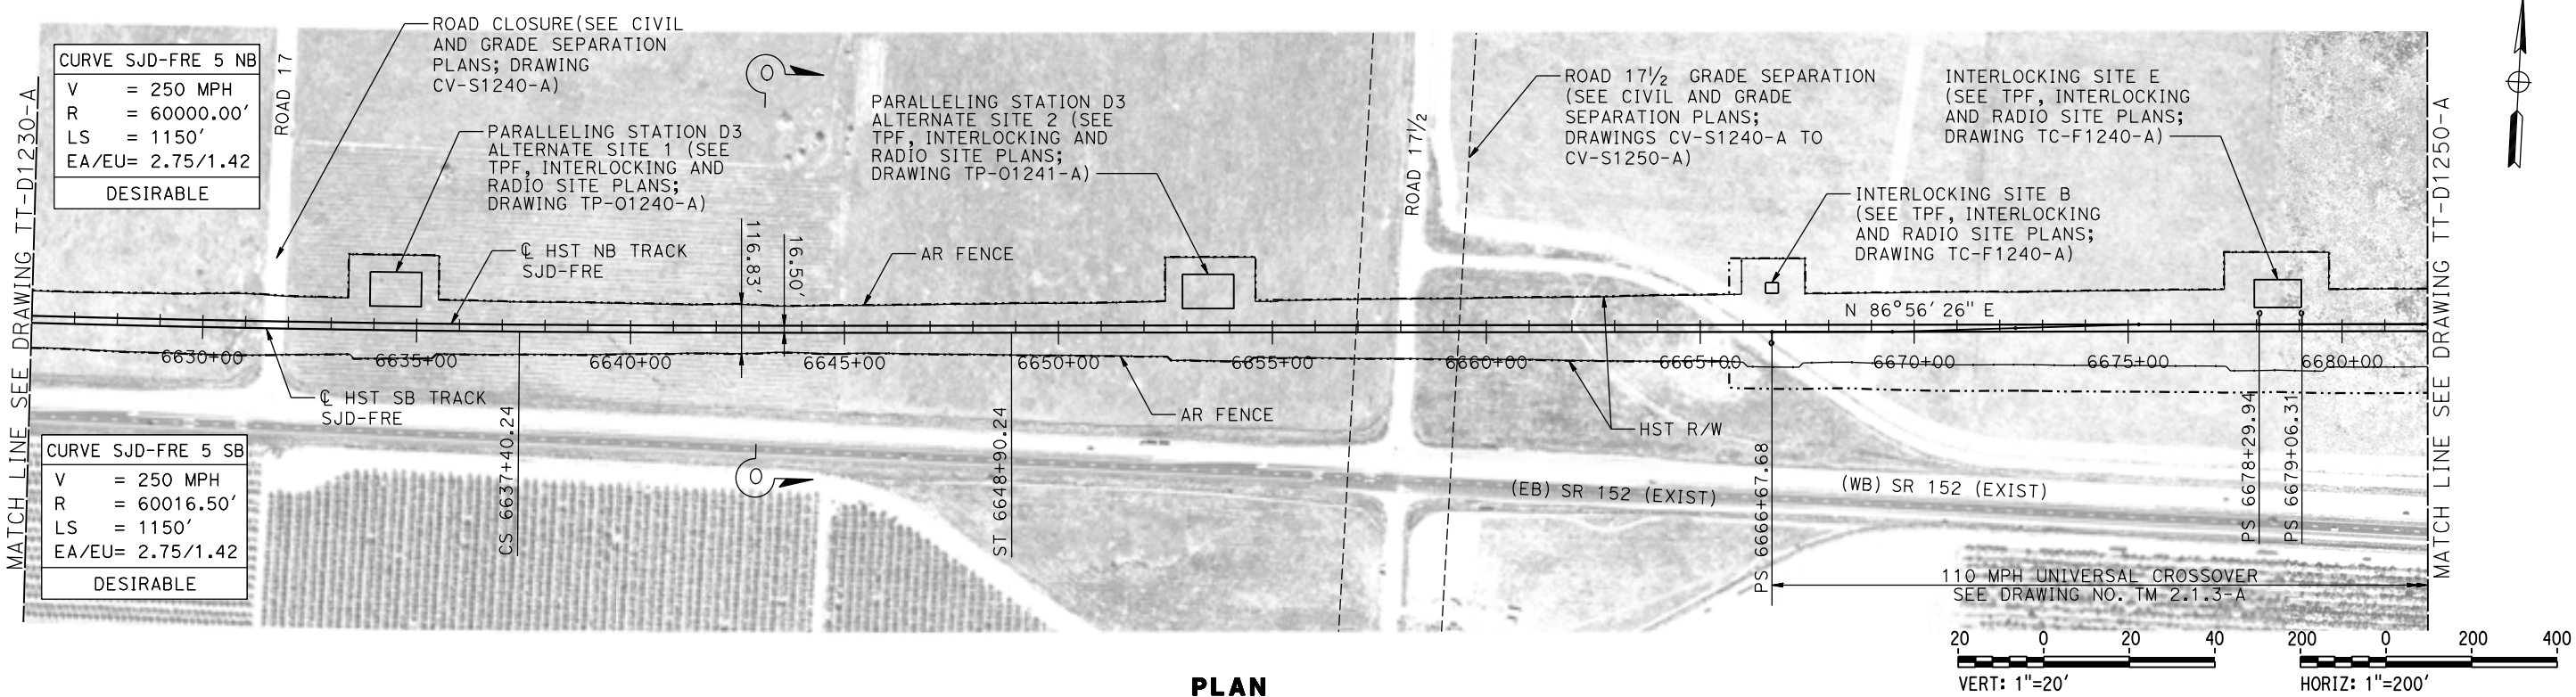 ROAD CLOSURE(SEE CIVIL
AND GRADE SEPARATION
PLANS; DRAWING
CV-S1240-A)
CURVE SJD-FRE 5 NB
V = 250 MPH
R = 60000.00'
LS = 1150'
EA/EU= 2.75/1.42
DESIRABLE
ROAD 17
PARALLELING STATION D3
ALTERNATE SITE 1 (SEE
TPF, INTERLOCKING AND
RADIO SITE PLANS;
DRAWING TP-01240-A)
PARALLELING STATION D3
ALTERNATE SITE 2 (SEE
TPF, INTERLOCKING AND
RADIO SITE PLANS;
DRAWING TP-01241-A)
ROAD 17½
ROAD 17½ GRADE SEPARATION
(SEE CIVIL AND GRADE
SEPARATION PLANS;
DRAWINGS CV-S1240-A TO
CV-S1250-A)
INTERLOCKING SITE E
(SEE TPF, INTERLOCKING
AND RADIO SITE PLANS;
DRAWING TC-F1240-A)
INTERLOCKING SITE B
(SEE TPF, INTERLOCKING
AND RADIO SITE PLANS;
DRAWING TC-F1240-A)
MATCH LINE SEE DRAWING TT-D1230-A
MATCH LINE SEE DRAWING TT-D1250-A
℄ HST NB TRACK
SJD-FRE
116.83'
16.50'
AR FENCE
N 86°56'26" E
6630+00
6635+00
6640+00
6645+00
6650+00
6655+00
6660+00
6665+00
6670+00
6675+00
6680+00
℄ HST SB TRACK
SJD-FRE
AR FENCE
HST R/W
CURVE SJD-FRE 5 SB
V = 250 MPH
R = 60016.50'
LS = 1150'
EA/EU= 2.75/1.42
DESIRABLE
CS 6637+40.24
ST 6648+90.24
(EB) SR 152 (EXIST)
(WB) SR 152 (EXIST)
PS 6666+67.68
PS 6678+29.94
PS 6679+06.31
110 MPH UNIVERSAL CROSSOVER
SEE DRAWING NO. TM 2.1.3-A
20 0 20 40
VERT: 1"=20'
200 0 200 400
HORIZ: 1"=200'
PLAN